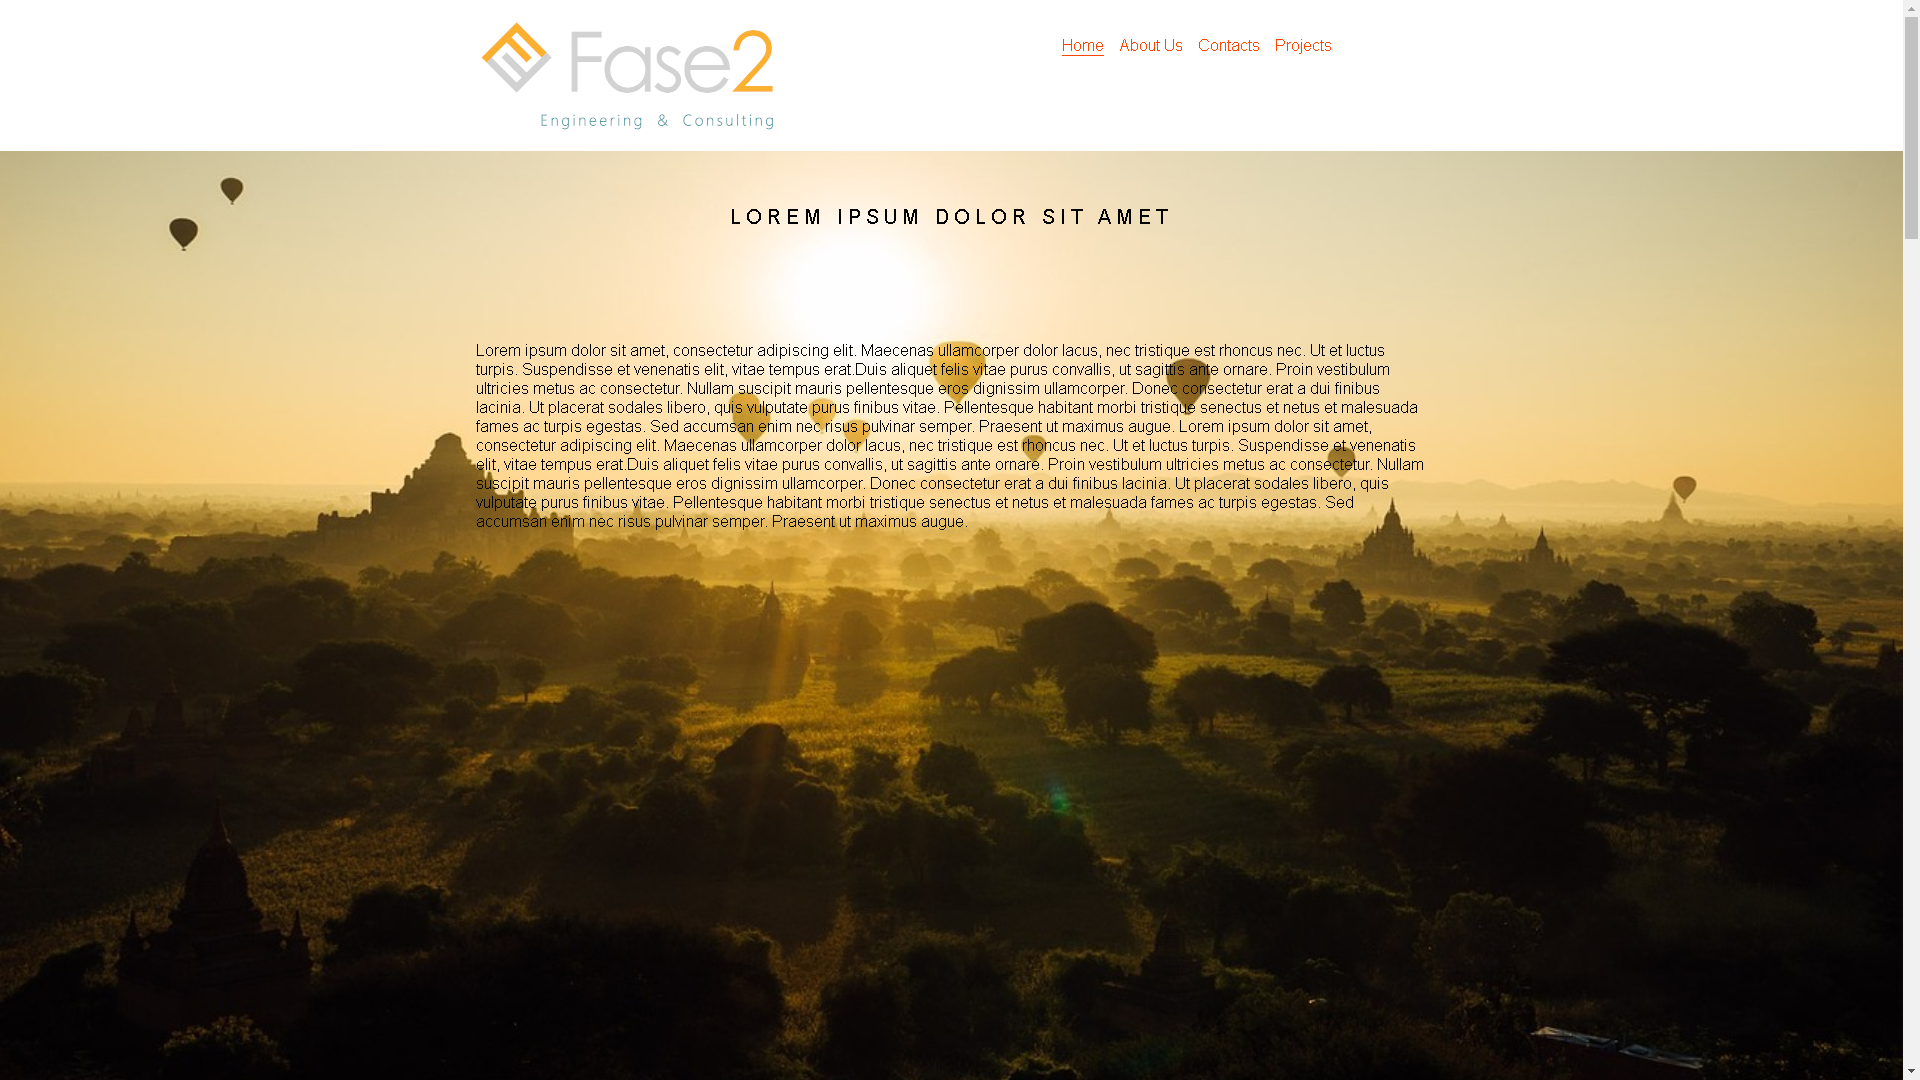 Fase2
Engineering & Consulting
Home About Us Contacts Projects
LOREM IPSUM DOLOR SIT AMET
Lorem ipsum dolor sit amet, consectetur adipiscing elit. Maecenas ullamcorper dolor lacus, nec tristique est rhoncus nec. Ut et luctus
turpis. Suspendisse et venenatis elit, vitae tempus erat.Duis aliquet felis vitae purus convallis, ut sagittis ante ornare. Proin vestibulum
ultricies metus ac consectetur. Nullam suscipit mauris pellentesque eros dignissim ullamcorper. Donec consectetur erat a dui finibus
lacinia. Ut placerat sodales libero, quis vulputate purus finibus vitae. Pellentesque habitant morbi tristique senectus et netus et malesuada
fames ac turpis egestas. Sed accumsan enim nec risus pulvinar semper. Praesent ut maximus augue. Lorem ipsum dolor sit amet,
consectetur adipiscing elit. Maecenas ullamcorper dolor lacus, nec tristique est rhoncus nec. Ut et luctus turpis. Suspendisse et venenatis
elit, vitae tempus erat.Duis aliquet felis vitae purus convallis, ut sagittis ante ornare. Proin vestibulum ultricies metus ac consectetur. Nullam
suscipit mauris pellentesque eros dignissim ullamcorper. Donec consectetur erat a dui finibus lacinia. Ut placerat sodales libero, quis
vulputate purus finibus vitae. Pellentesque habitant morbi tristique senectus et netus et malesuada fames ac turpis egestas. Sed
accumsan enim nec risus pulvinar semper. Praesent ut maximus augue.